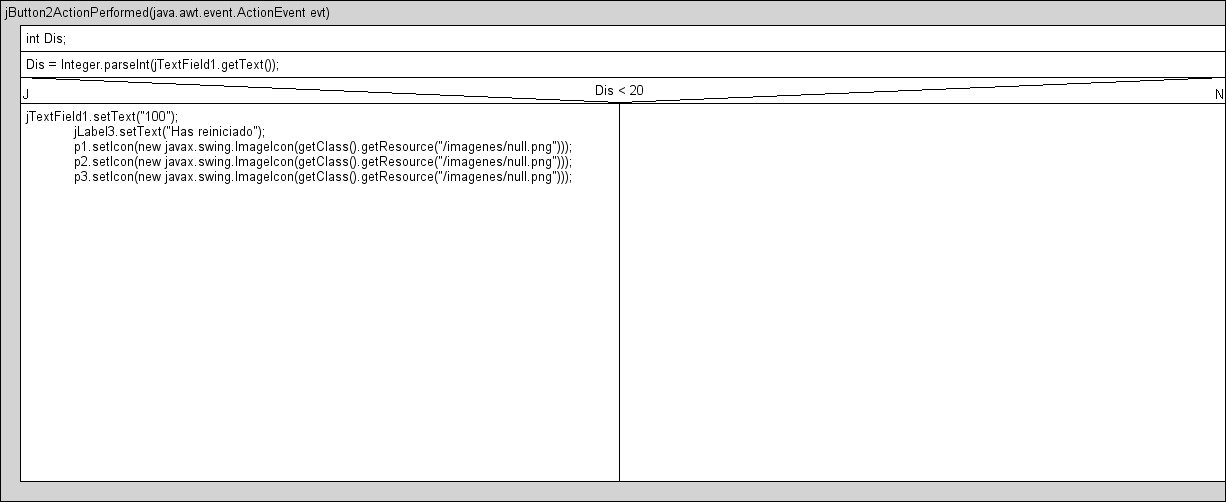 jButton2ActionPerformed(java.awt.event.ActionEvent evt)
int Dis;
Dis = Integer.parseInt(jTextField1.getText());
Dis < 20
J
N
jTextField1.setText("100");
jLabel3.setText("Has reiniciado");
p1.setIcon(new javax.swing.ImageIcon(getClass().getResource("/imagenes/null.png")));
p2.setIcon(new javax.swing.ImageIcon(getClass().getResource("/imagenes/null.png")));
p3.setIcon(new javax.swing.ImageIcon(getClass().getResource("/imagenes/null.png")));